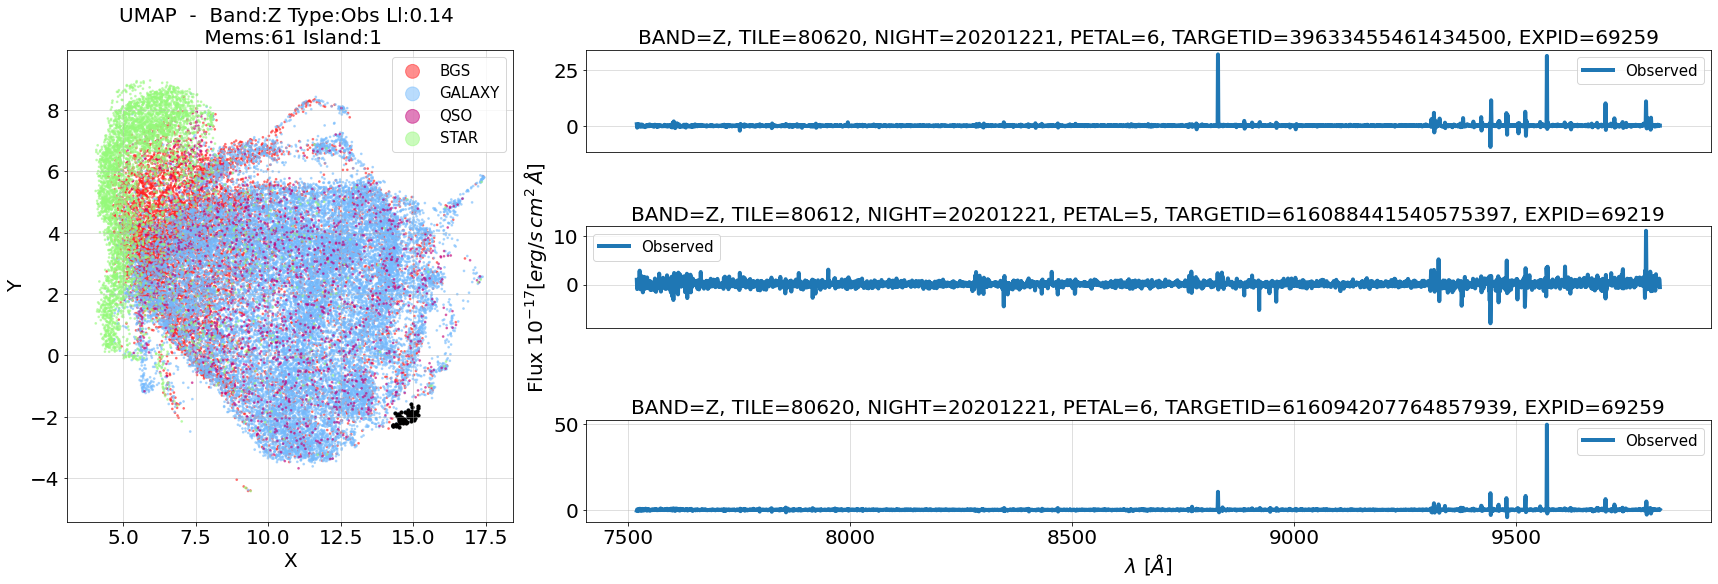 UMAP  -  Band:Z Type:Obs Ll:0.14
Mems:61 Island:1
BGS
GALAXY
QSO
STAR
8
6
4
2
0
−2
−4
Y
5.0
7.5
10.0
12.5
15.0
17.5
X
Flux 10⁻¹⁷[erg/s cm² Å]
BAND=Z, TILE=80620, NIGHT=20201221, PETAL=6, TARGETID=39633455461434500, EXPID=69259
25
0
Observed
BAND=Z, TILE=80612, NIGHT=20201221, PETAL=5, TARGETID=616088441540575397, EXPID=69219
10
0
Observed
BAND=Z, TILE=80620, NIGHT=20201221, PETAL=6, TARGETID=616094207764857939, EXPID=69259
50
0
Observed
7500
8000
8500
9000
9500
λ [Å]